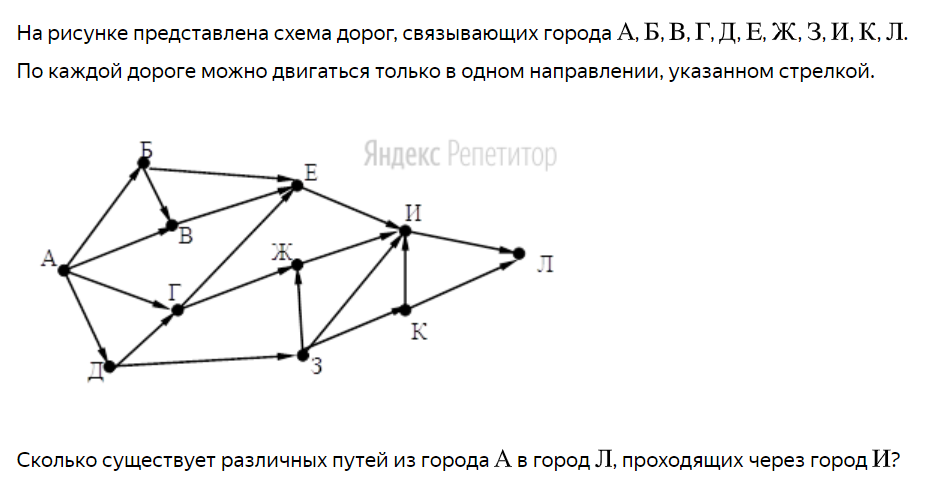 На рисунке представлена схема дорог, связывающих города А, Б, В, Г, Д, Е, Ж, З, И, К, Л.
По каждой дороге можно двигаться только в одном направлении, указанном стрелкой.
Яндекс Репетитор
Б
Е
И
В
А
Ж
Л
Г
К
Д
З
Сколько существует различных путей из города А в город Л, проходящих через город И?